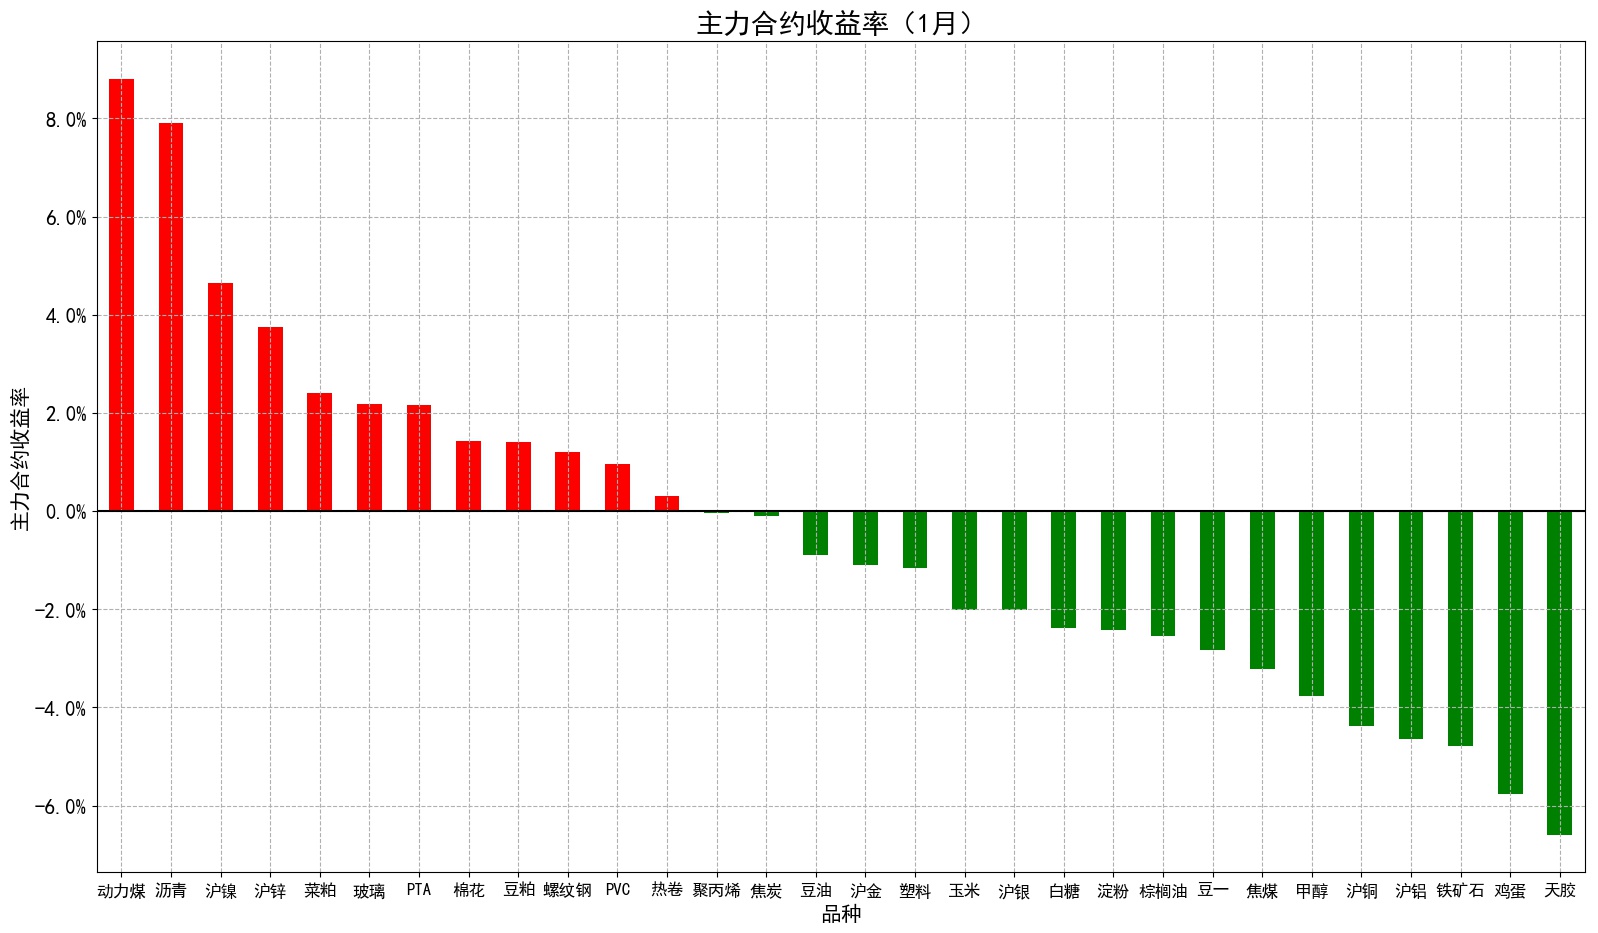 主力合约收益率（1月）
主力合约收益率
8.0%
6.0%
4.0%
2.0%
0.0%
−2.0%
−4.0%
−6.0%
动力煤 沥青 沪镍 沪锌 菜粕 玻璃 PTA 棉花 豆粕 螺纹钢 PVC 热卷 聚丙烯 焦炭 豆油 沪金 塑料 玉米 沪银 白糖 淀粉 棕榈油 豆一 焦煤 甲醇 沪铜 沪铝 铁矿石 鸡蛋 天胶
品种